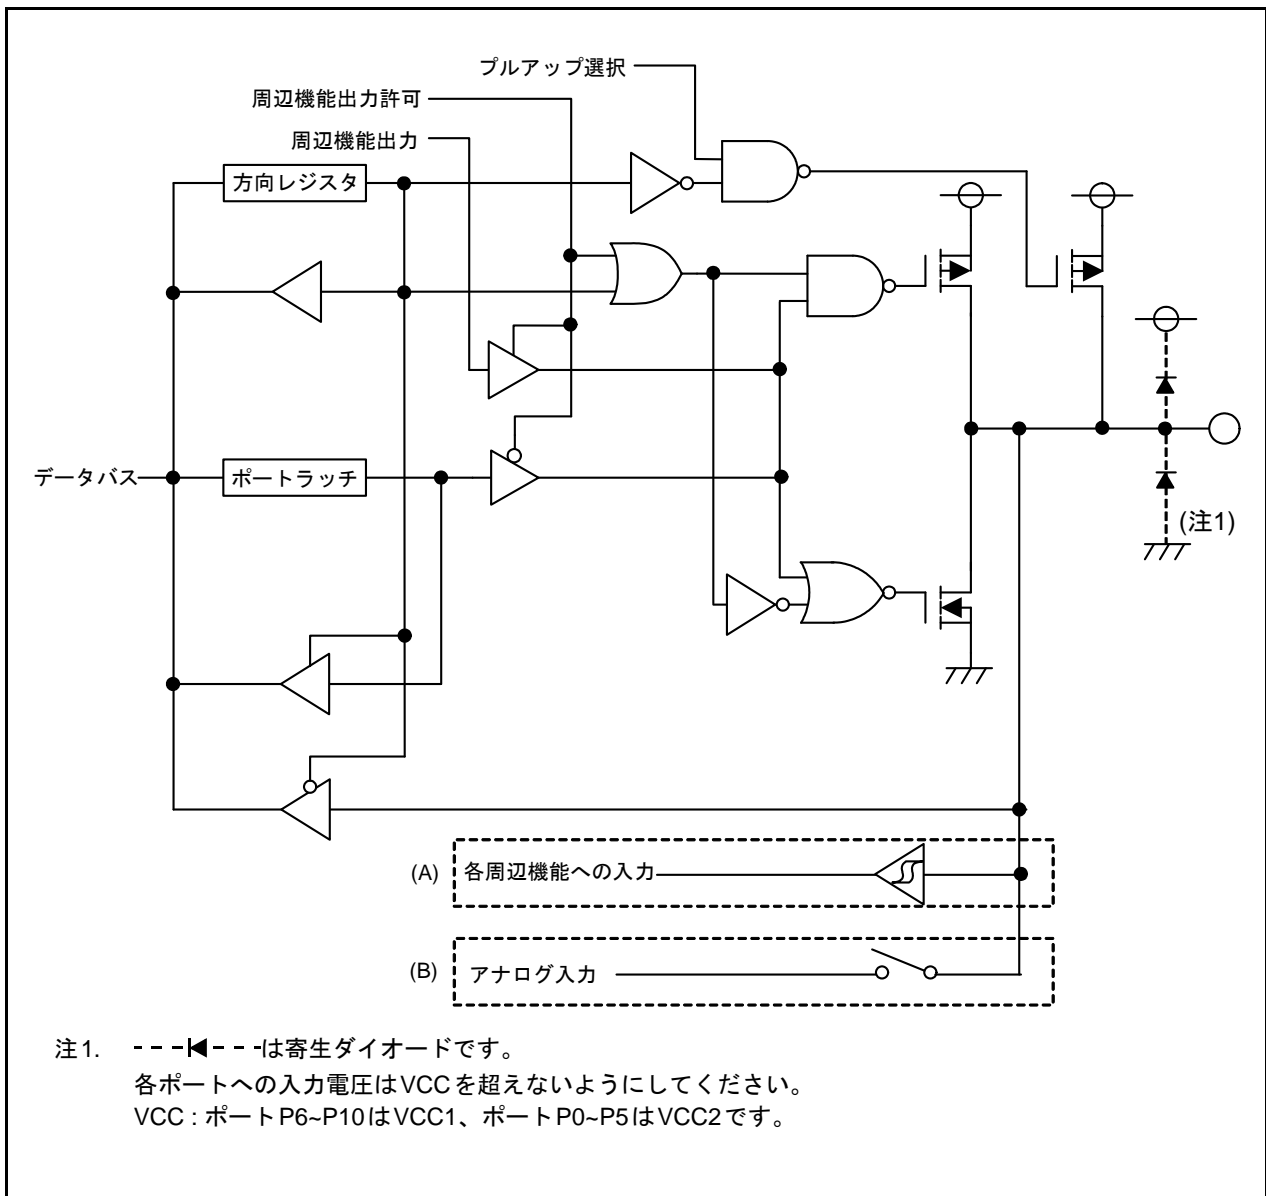 プルアップ選択
周辺機能出力許可
周辺機能出力
方向レジスタ
データバス
ポートラッチ
(注1)
(A)
各周辺機能への入力
(B)
アナログ入力
注1. は寄生ダイオードです。
各ポートへの入力電圧はVCCを超えないようにしてください。
VCC : ポートP6~P10はVCC1、ポートP0~P5はVCC2です。